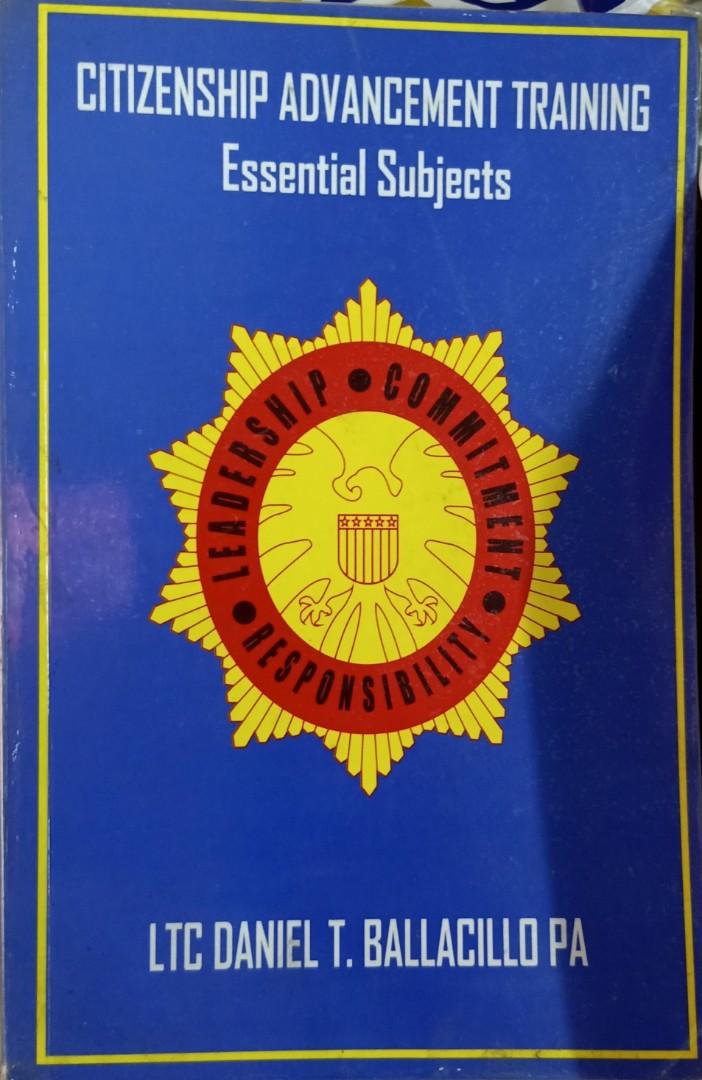 CITIZENSHIP ADVANCEMENT TRAINING
Essential Subjects
LEADERSHIP ● COMMITMENT ● RESPONSIBILITY ●
LTC DANIEL T. BALLACILLO PA